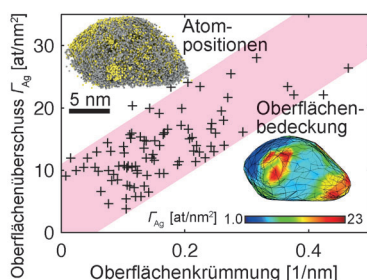 Atom-
positionen
5 nm
Oberflächen-
bedeckung
Γ_Ag [at/nm²] 1.0 23
Oberflächenüberschuss Γ_Ag [at/nm²]
30
20
10
0
0 0.2 0.4
Oberflächenkrümmung [1/nm]